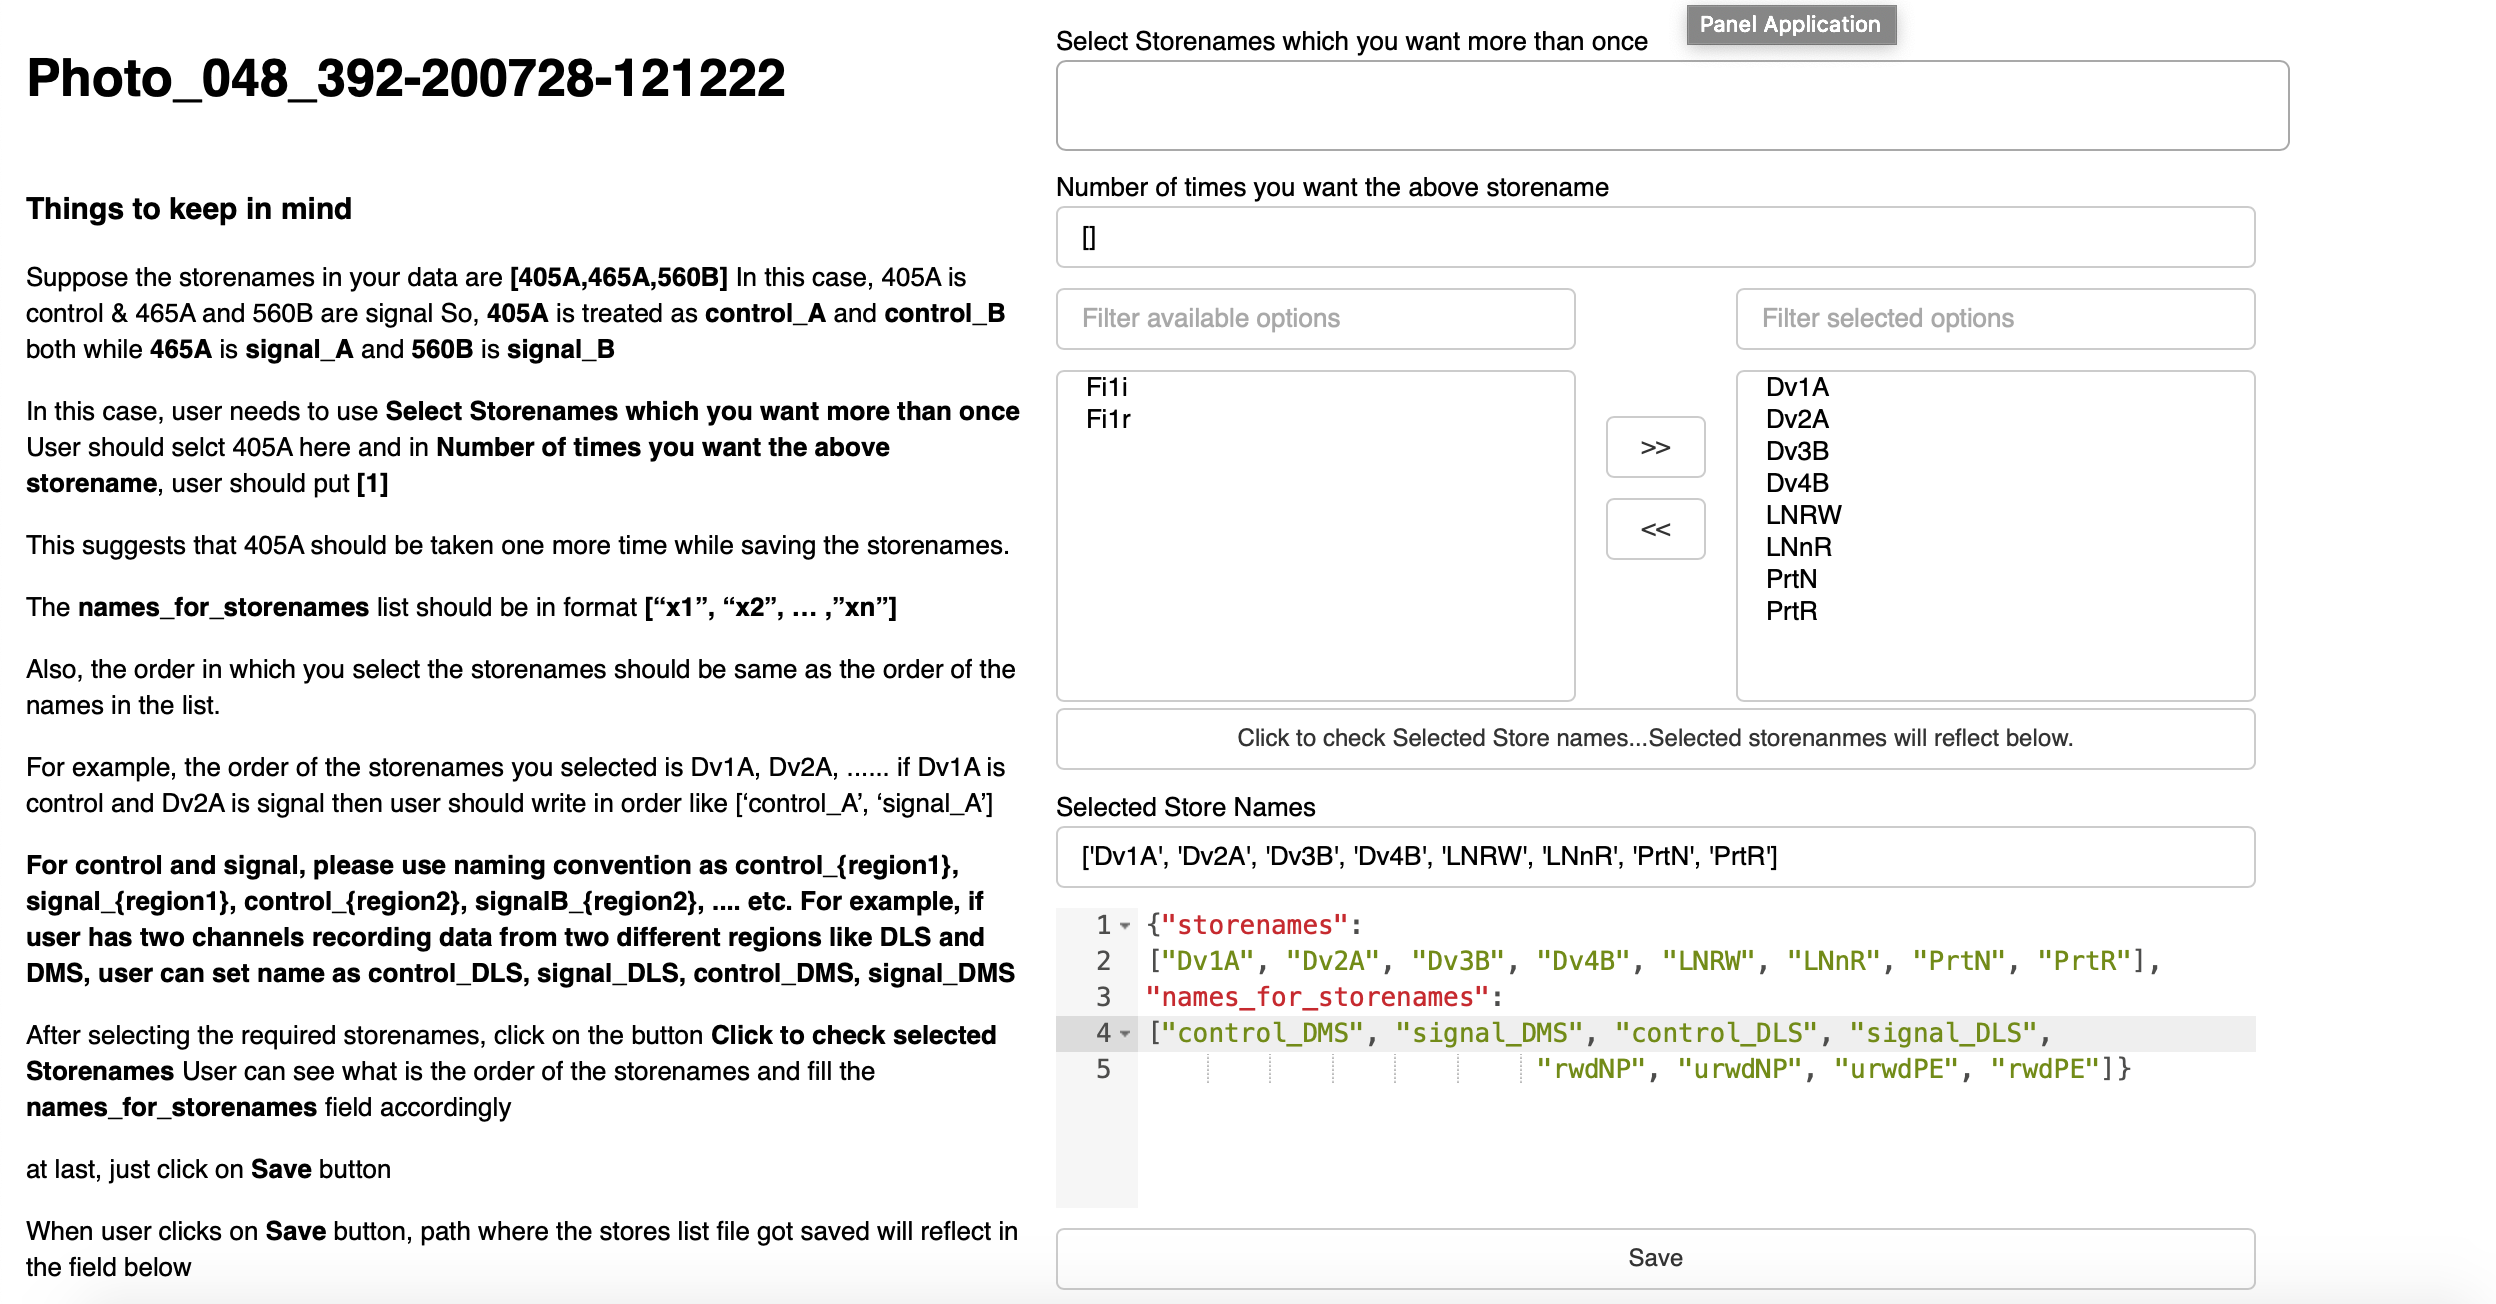 Photo_048_392-200728-121222
Things to keep in mind
Suppose the storenames in your data are [405A,465A,560B] In this case, 405A is
control & 465A and 560B are signal So, 405A is treated as control_A and control_B
both while 465A is signal_A and 560B is signal_B
In this case, user needs to use Select Storenames which you want more than once
User should selct 405A here and in Number of times you want the above
storename, user should put [1]
This suggests that 405A should be taken one more time while saving the storenames.
The names_for_storenames list should be in format [“x1”, “x2”, ... ,”xn”]
Also, the order in which you select the storenames should be same as the order of the
names in the list.
For example, the order of the storenames you selected is Dv1A, Dv2A, ...... if Dv1A is
control and Dv2A is signal then user should write in order like [‘control_A’, ‘signal_A’]
For control and signal, please use naming convention as control_{region1},
signal_{region1}, control_{region2}, signalB_{region2}, .... etc. For example, if
user has two channels recording data from two different regions like DLS and
DMS, user can set name as control_DLS, signal_DLS, control_DMS, signal_DMS
After selecting the required storenames, click on the button Click to check selected
Storenames User can see what is the order of the storenames and fill the
names_for_storenames field accordingly
at last, just click on Save button
When user clicks on Save button, path where the stores list file got saved will reflect in
the field below
Panel Application
Select Storenames which you want more than once
Number of times you want the above storename
[]
Filter available options
Fi1i
Fi1r
>>
<<
Filter selected options
Dv1A
Dv2A
Dv3B
Dv4B
LNRW
LNnR
PrtN
PrtR
Click to check Selected Store names...Selected storenanmes will reflect below.
Selected Store Names
['Dv1A', 'Dv2A', 'Dv3B', 'Dv4B', 'LNRW', 'LNnR', 'PrtN', 'PrtR']
1 {"storenames":
2 ["Dv1A", "Dv2A", "Dv3B", "Dv4B", "LNRW", "LNnR", "PrtN", "PrtR"],
3 "names_for_storenames":
4 ["control_DMS", "signal_DMS", "control_DLS", "signal_DLS",
5 "rwdNP", "urwdNP", "urwdPE", "rwdPE"]}
Save